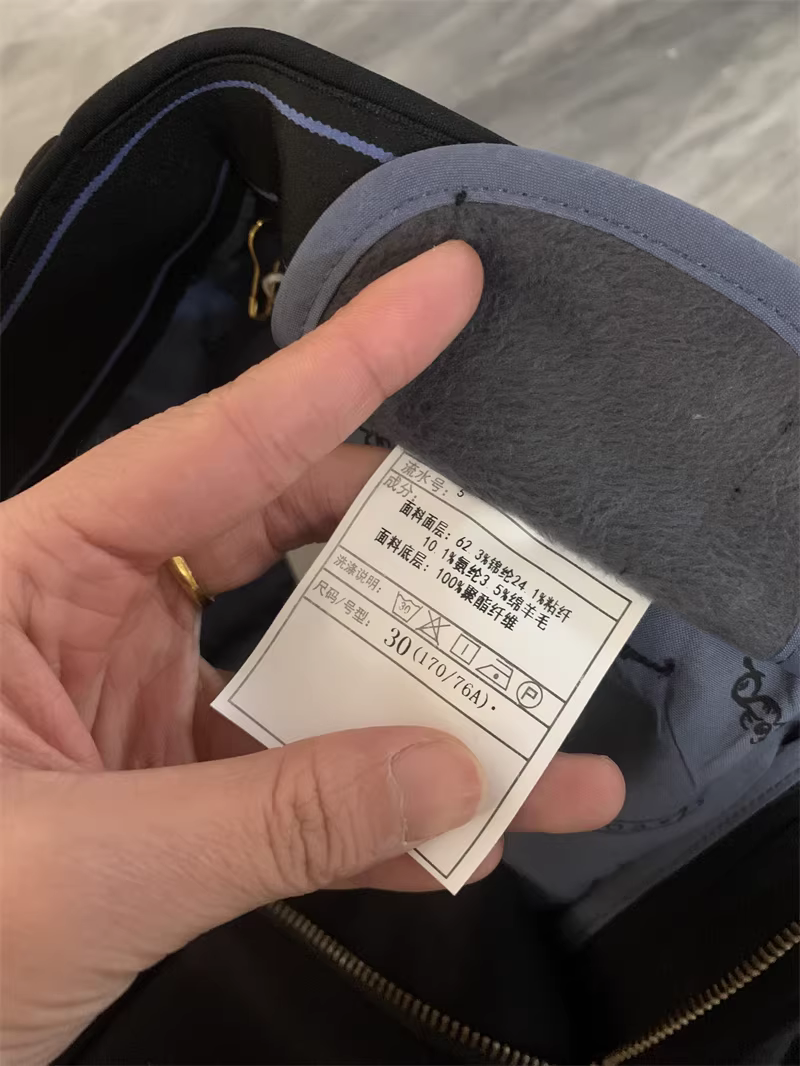 流水号: 5
成分:
面料面层: 62 3%锦纶24 1%粘纤
10 1%氨纶3 5%绵羊毛
面料底层: 100%聚酯纤维
洗涤说明: 30 P
尺码/号型: 30(170/76A)